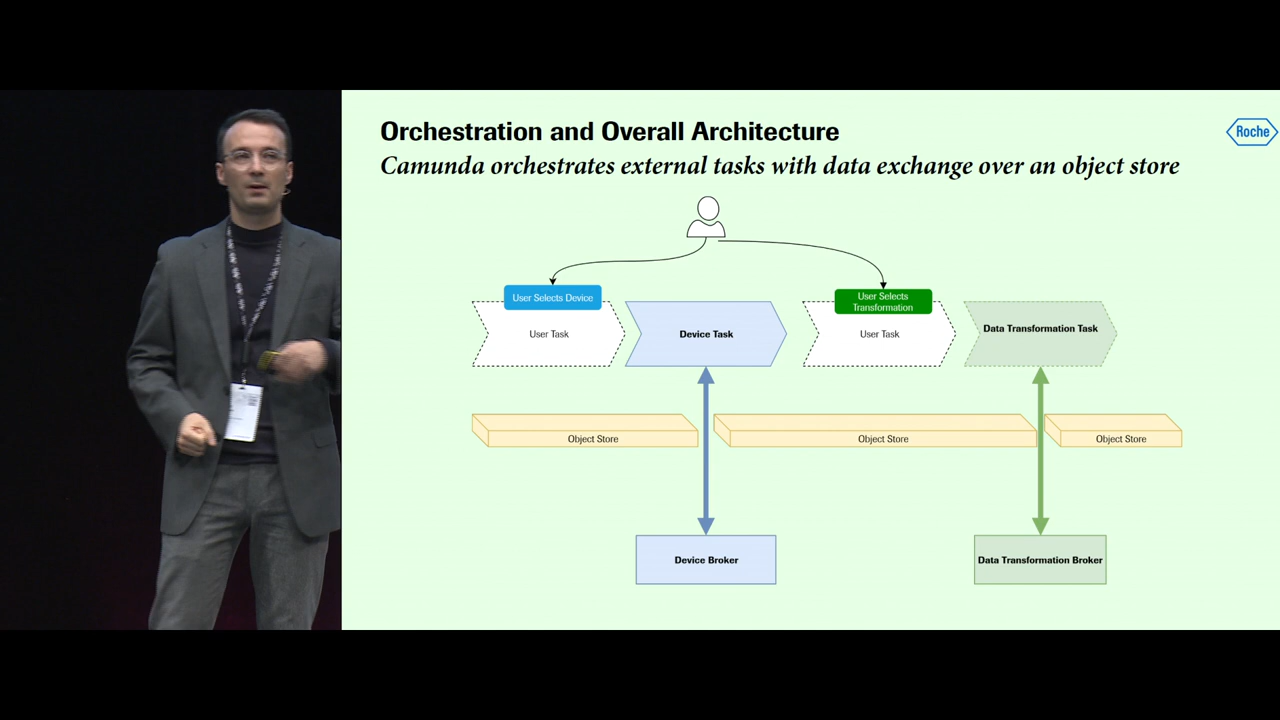 Orchestration and Overall Architecture
Roche
Camunda orchestrates external tasks with data exchange over an object store
User Selects Device
User Selects
Transformation
User Task
Device Task
User Task
Data Transformation Task
Object Store
Object Store
Object Store
Device Broker
Data Transformation Broker